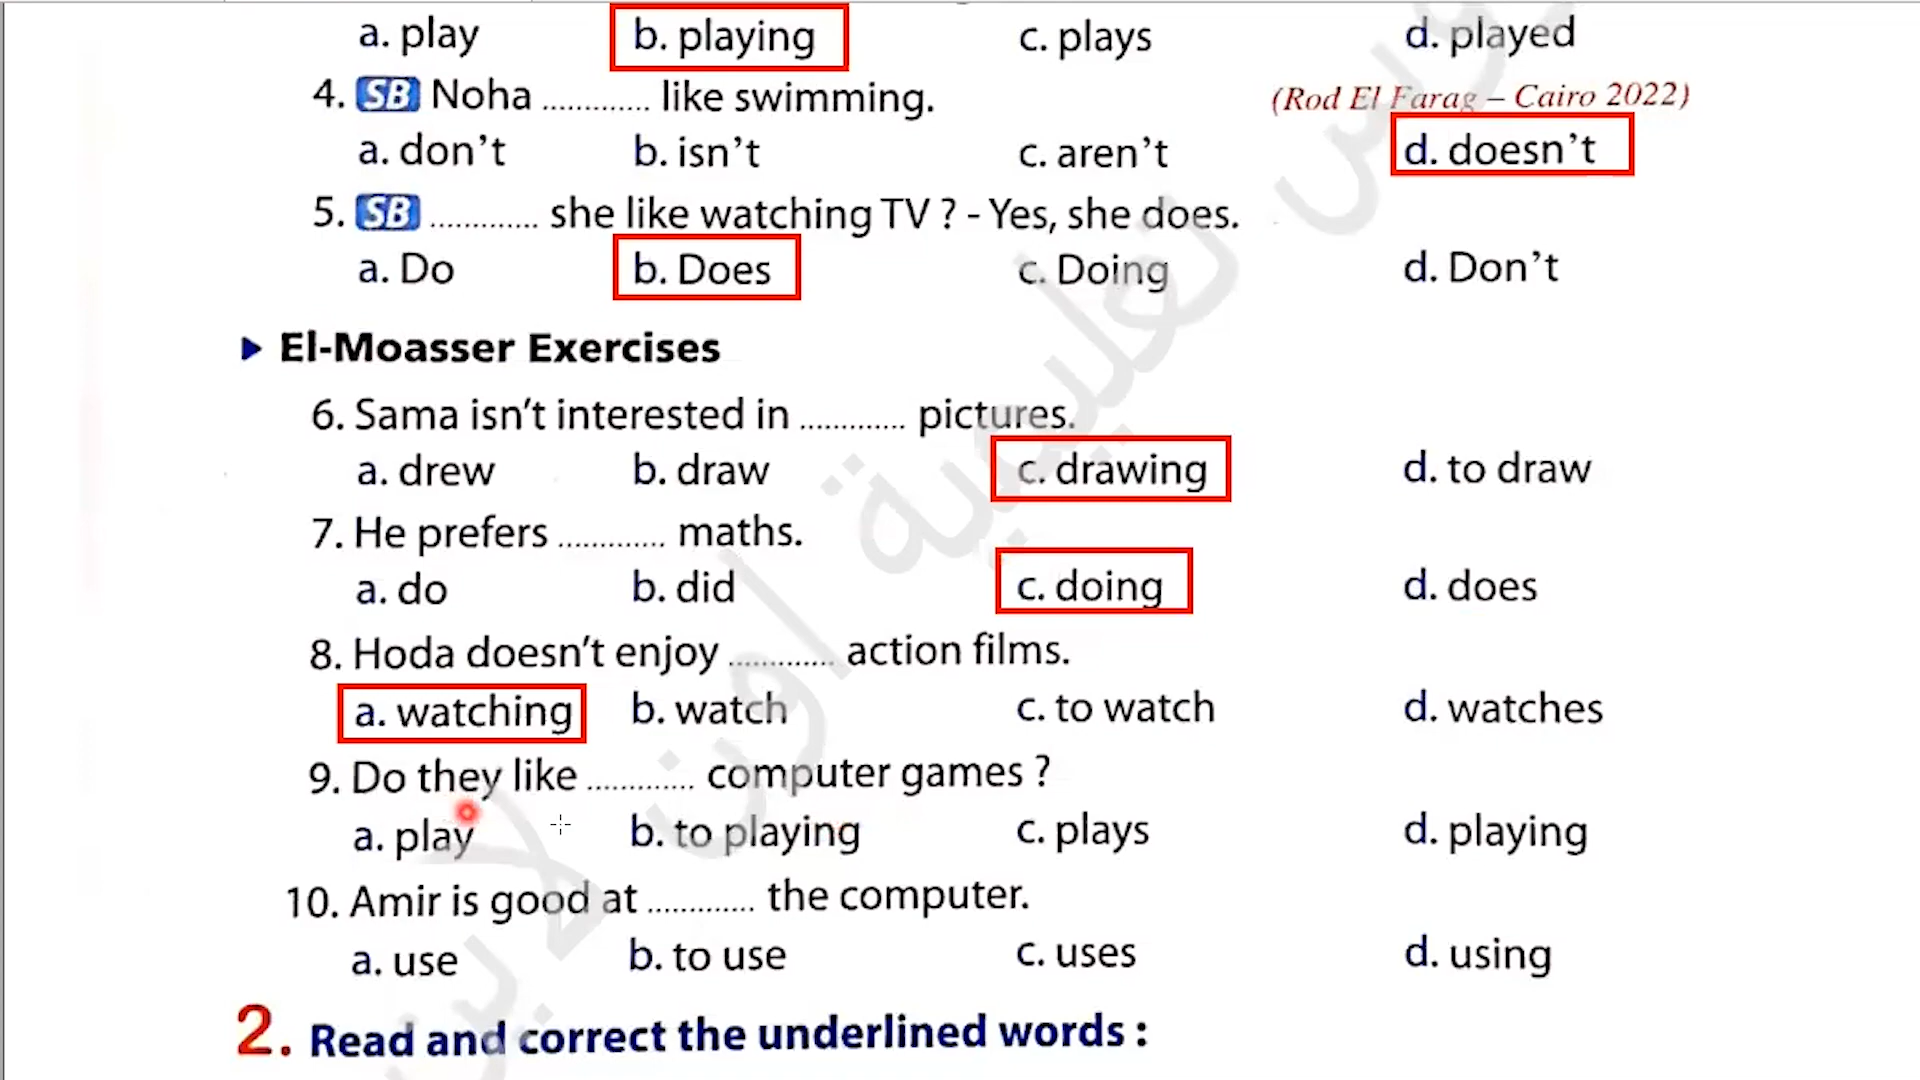 a. play b. playing c. plays d. played
4. SB Noha ............. like swimming. (Rod El Farag – Cairo 2022)
a. don't b. isn't c. aren't d. doesn't
5. SB ............. she like watching TV ? - Yes, she does.
a. Do b. Does c. Doing d. Don't
El-Moasser Exercises
6. Sama isn't interested in ............. pictures.
a. drew b. draw c. drawing d. to draw
7. He prefers ............. maths.
a. do b. did c. doing d. does
8. Hoda doesn't enjoy ............. action films.
a. watching b. watch c. to watch d. watches
9. Do they like ............. computer games ?
a. play b. to playing c. plays d. playing
10. Amir is good at ............. the computer.
a. use b. to use c. uses d. using
2. Read and correct the underlined words :